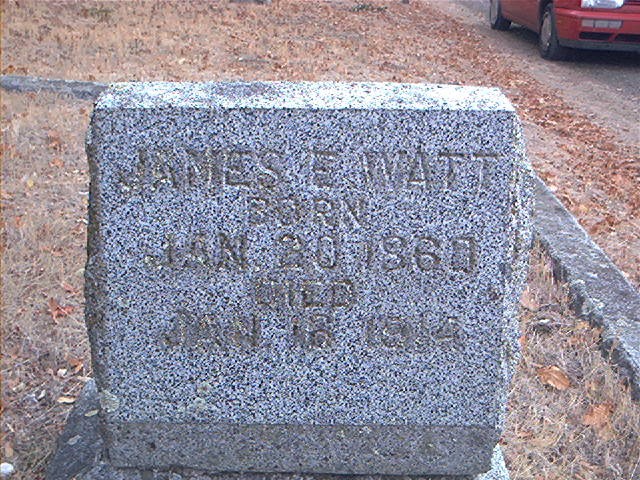 JAMES E. WATT
BORN
JAN. 20 1860
DIED
JAN. 16 1914